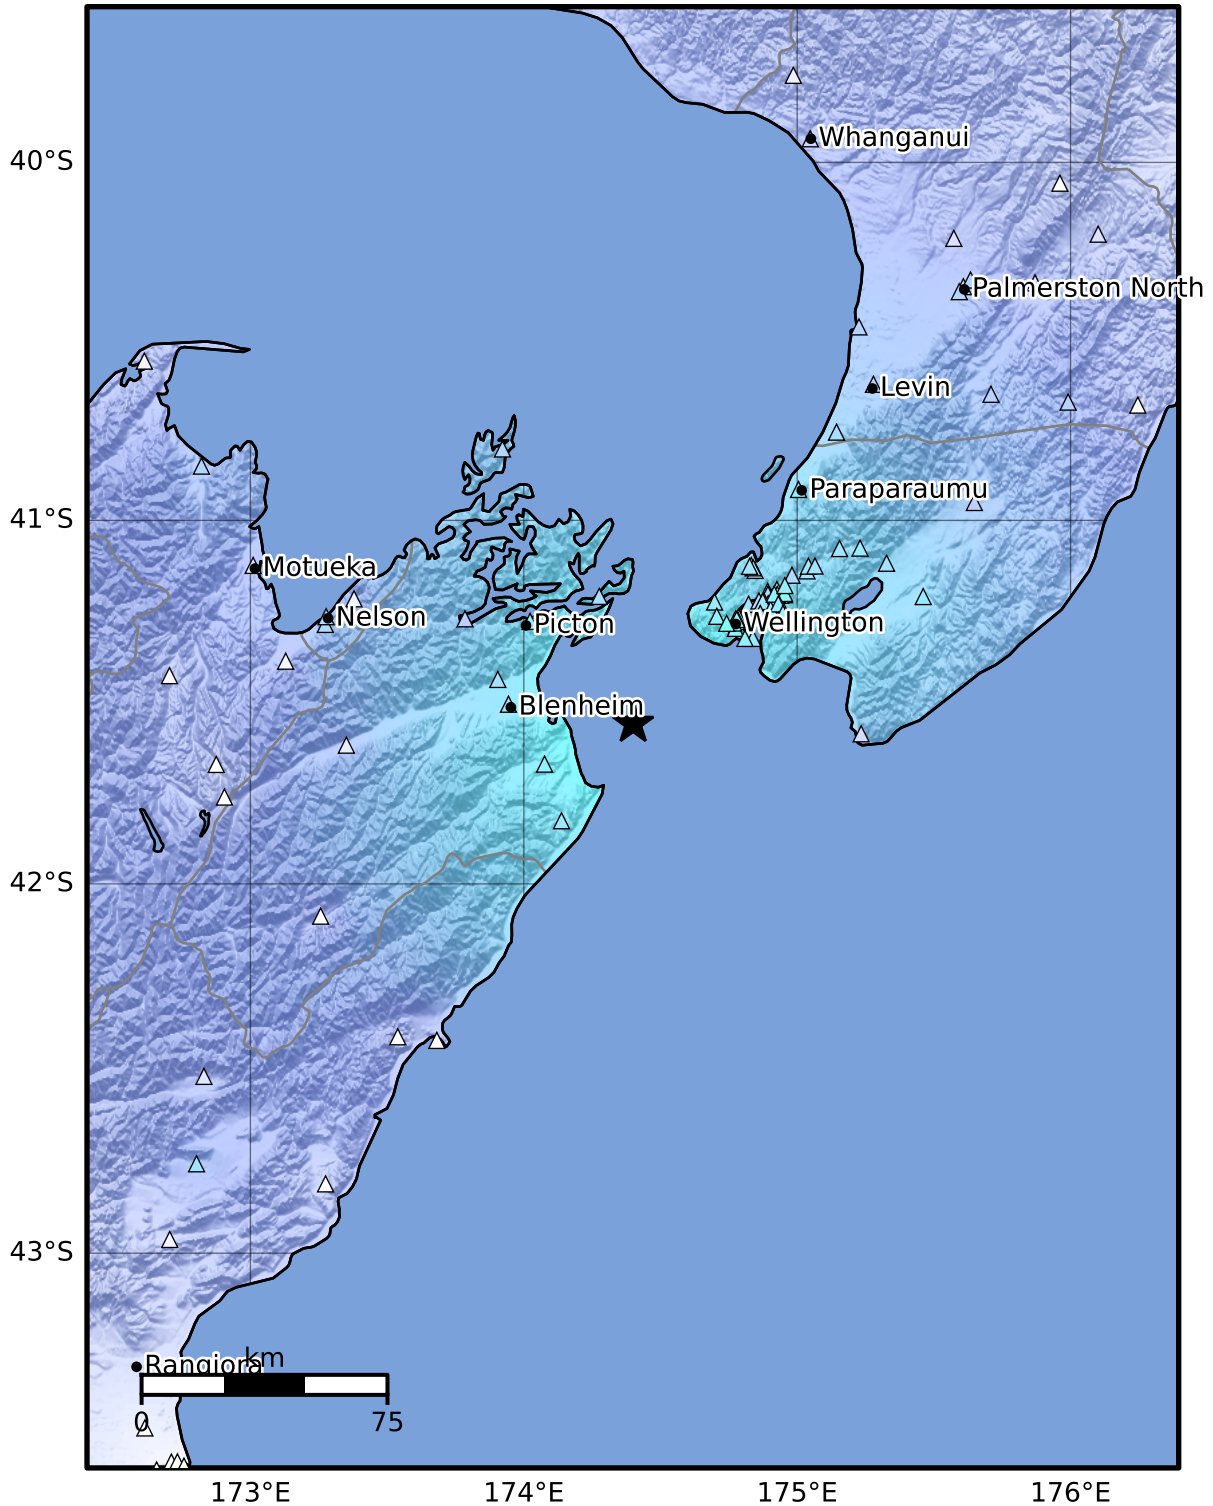 Whanganui
40°S
Palmerston North
Levin
Paraparaumu
41°S
Motueka
Nelson
Picton
Wellington
Blenheim
42°S
43°S
Rangiora
km
0
75
173°E
174°E
175°E
176°E